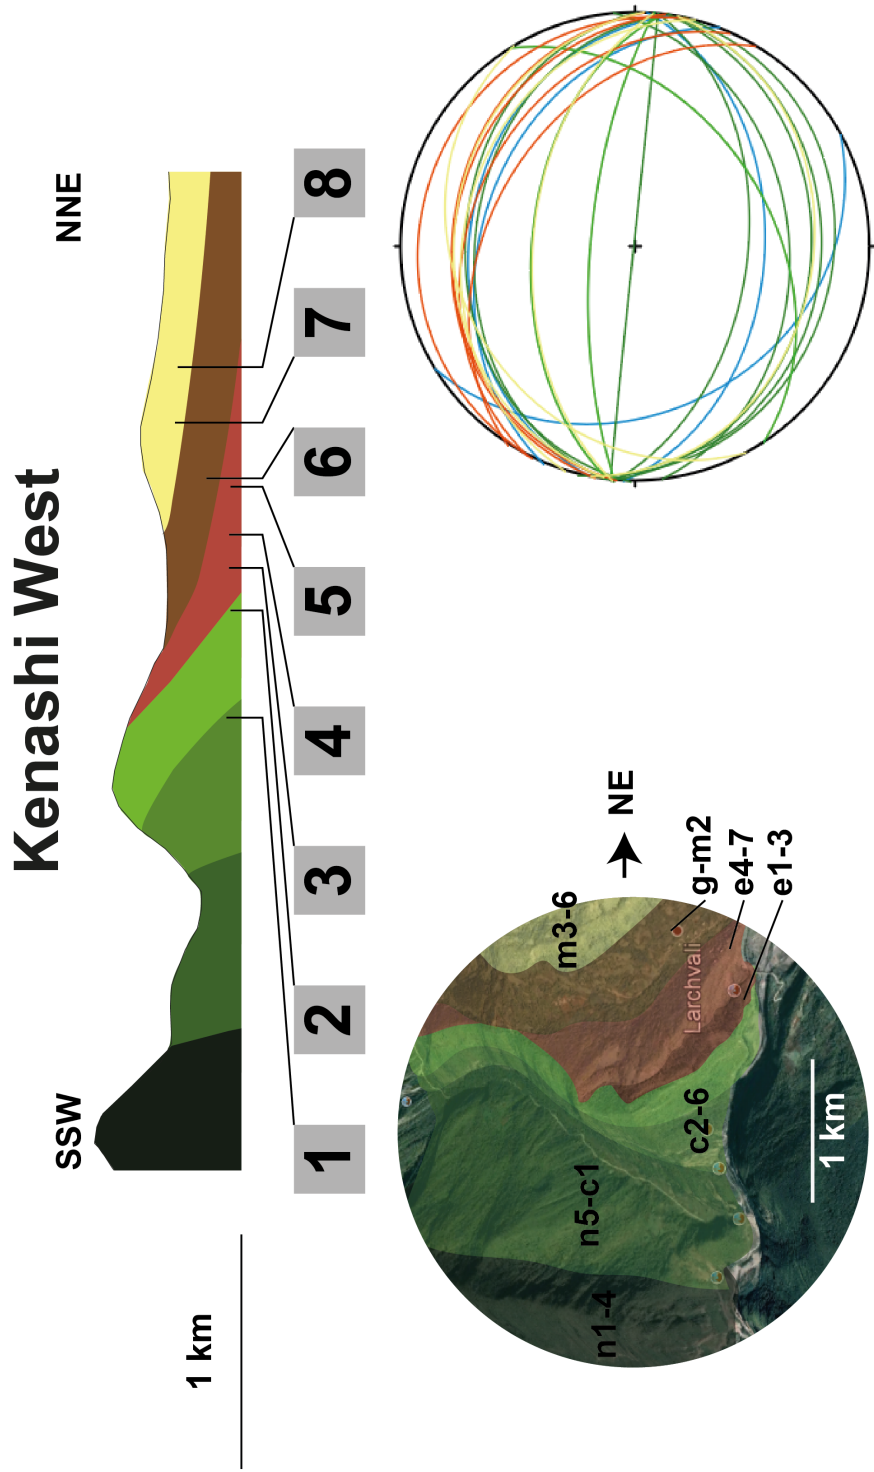 Kenashi West
SSW
NNE
1 km
1
2
3
4
5
6
7
8
n1-4
n5-c1
c2-6
m3-6
Larchvali
NE
g-m2
e4-7
e1-3
1 km